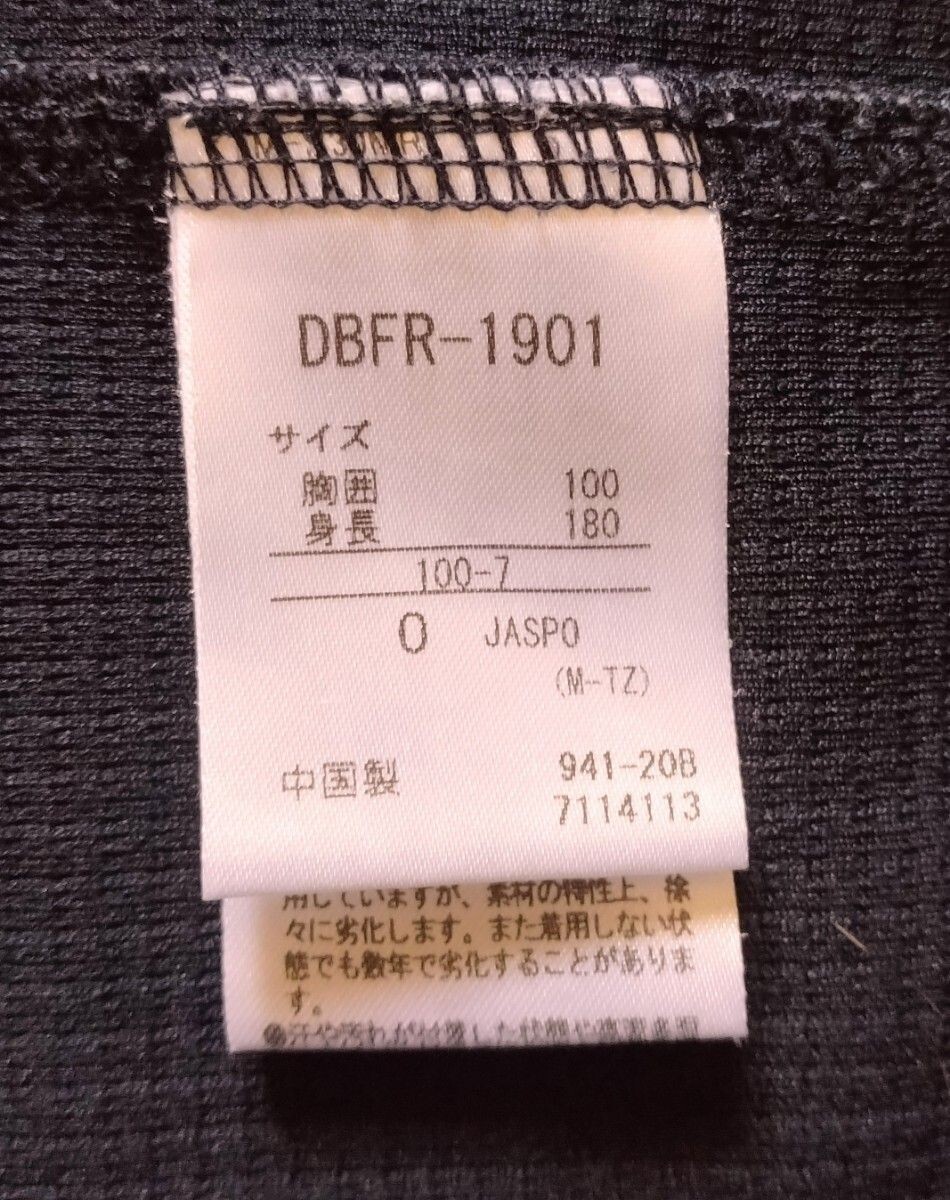 DBFR-1901
サイズ
胸囲 100
身長 180
100-7
O JASPO
(M-TZ)
中国製 941-20B
7114113
用していますが、素材の特性上、徐
々に劣化します。また着用しない状
態でも数年で劣化することがありま
す。